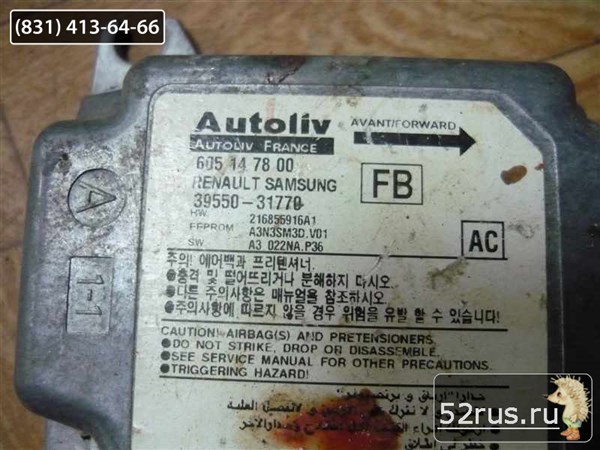 (831) 413-64-66
Autoliv
AVANT/FORWARD
AUTOLIV FRANCE
605 14 78 00
RENAULT SAMSUNG
FB
39550-31770
HW. 216855916A1
EEPROM A3N3SM3D.V01
SW A3 022NA.P36
AC
A
1-1
주의! 에어백과 프리텐셔너.
●충격 및 떨어뜨리거나 분해하지 다시오.
●다른 주의사항은 매뉴얼을 참조하시오.
●주의사항에 따르지 않을 경우 위험을 유발 할 수 있습니다.
CAUTION! AIRBAG(S) AND PRETENSIONERS.
●DO NOT STRIKE, DROP OR DISASSEMBLE.
●SEE SERVICE MANUAL FOR OTHER PRECAUTIONS.
●TRIGGERING HAZARD!
52rus.ru